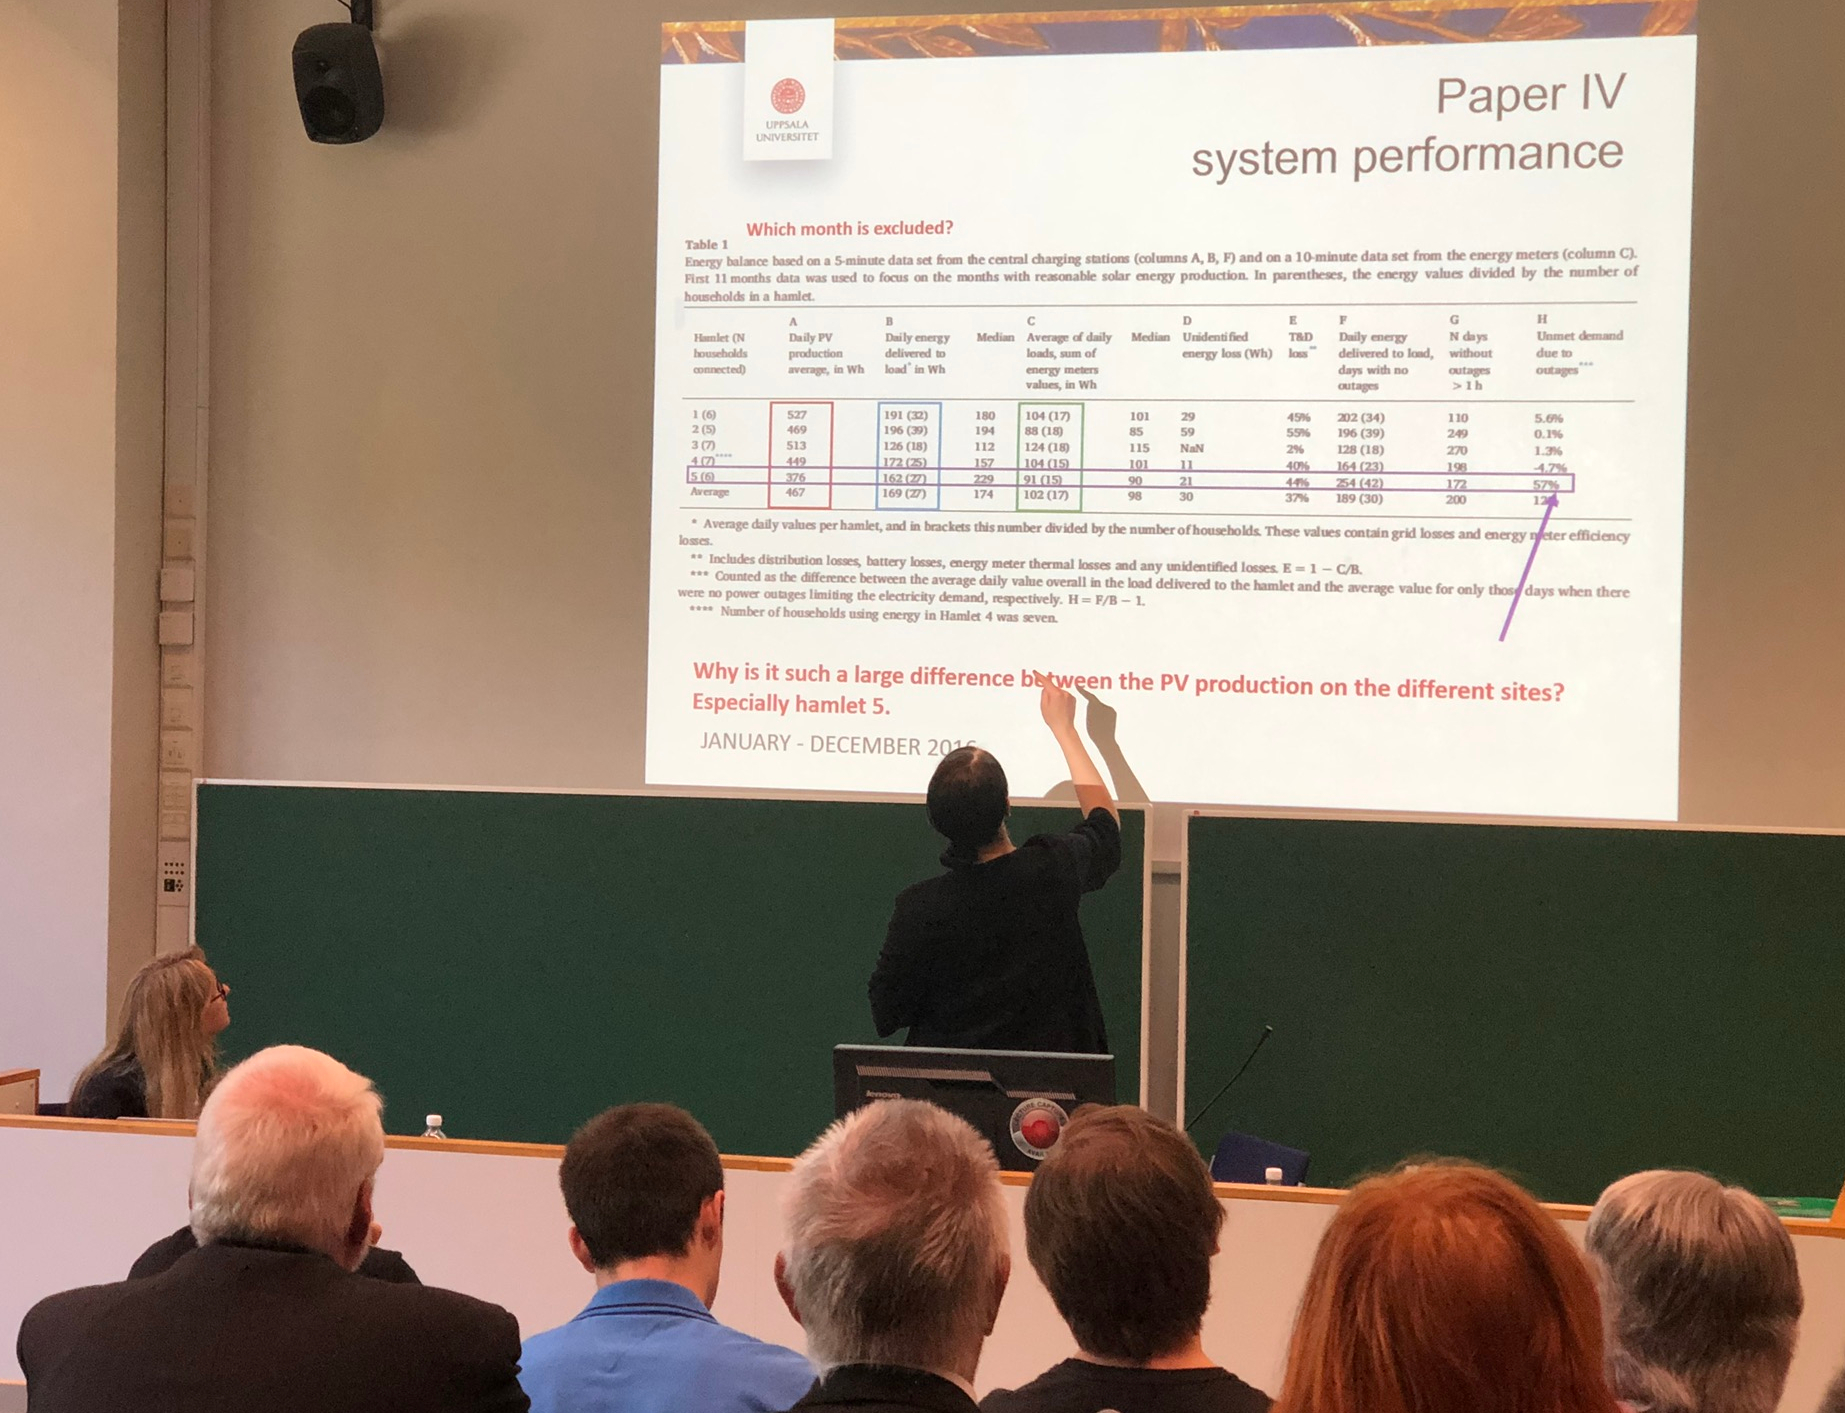 UPPSALA
UNIVERSITET
Paper IV
system performance
Which month is excluded?
Table 1
Energy balance based on a 5-minute data set from the central charging stations (columns A, B, F) and on a 10-minute data set from the energy meters (column C).
First 11 months data was used to focus on the months with reasonable solar energy production. In parentheses, the energy values divided by the number of
households in a hamlet.
A B C D E F G H
Hamlet (N Daily PV Daily energy Median Average of daily Median Unidentified T&D Daily energy N days Unmet demand
households production delivered to loads, sum of energy loss (Wh) loss** delivered to load, without due to
connected) average, in Wh load* in Wh energy meters days with no outages outages***
values, in Wh outages > 1 h
1 (6) 527 191 (32) 180 104 (17) 101 29 45% 202 (34) 110 5.6%
2 (5) 469 196 (39) 194 88 (18) 85 59 55% 196 (39) 249 0.1%
3 (7) 513 126 (18) 112 124 (18) 115 NaN 2% 128 (18) 270 1.3%
4 (7)**** 449 172 (25) 157 104 (15) 101 11 40% 164 (23) 198 -4.7%
5 (6) 376 162 (27) 229 91 (15) 90 21 44% 254 (42) 172 57%
Average 467 169 (27) 174 102 (17) 98 30 37% 189 (30) 200
* Average daily values per hamlet, and in brackets this number divided by the number of households. These values contain grid losses and energy meter efficiency
losses.
** Includes distribution losses, battery losses, energy meter thermal losses and any unidentified losses. E = 1 − C/B.
*** Counted as the difference between the average daily value overall in the load delivered to the hamlet and the average value for only those days when there
were no power outages limiting the electricity demand, respectively. H = F/B − 1.
**** Number of households using energy in Hamlet 4 was seven.
Why is it such a large difference between the PV production on the different sites?
Especially hamlet 5.
JANUARY - DECEMBER 2016